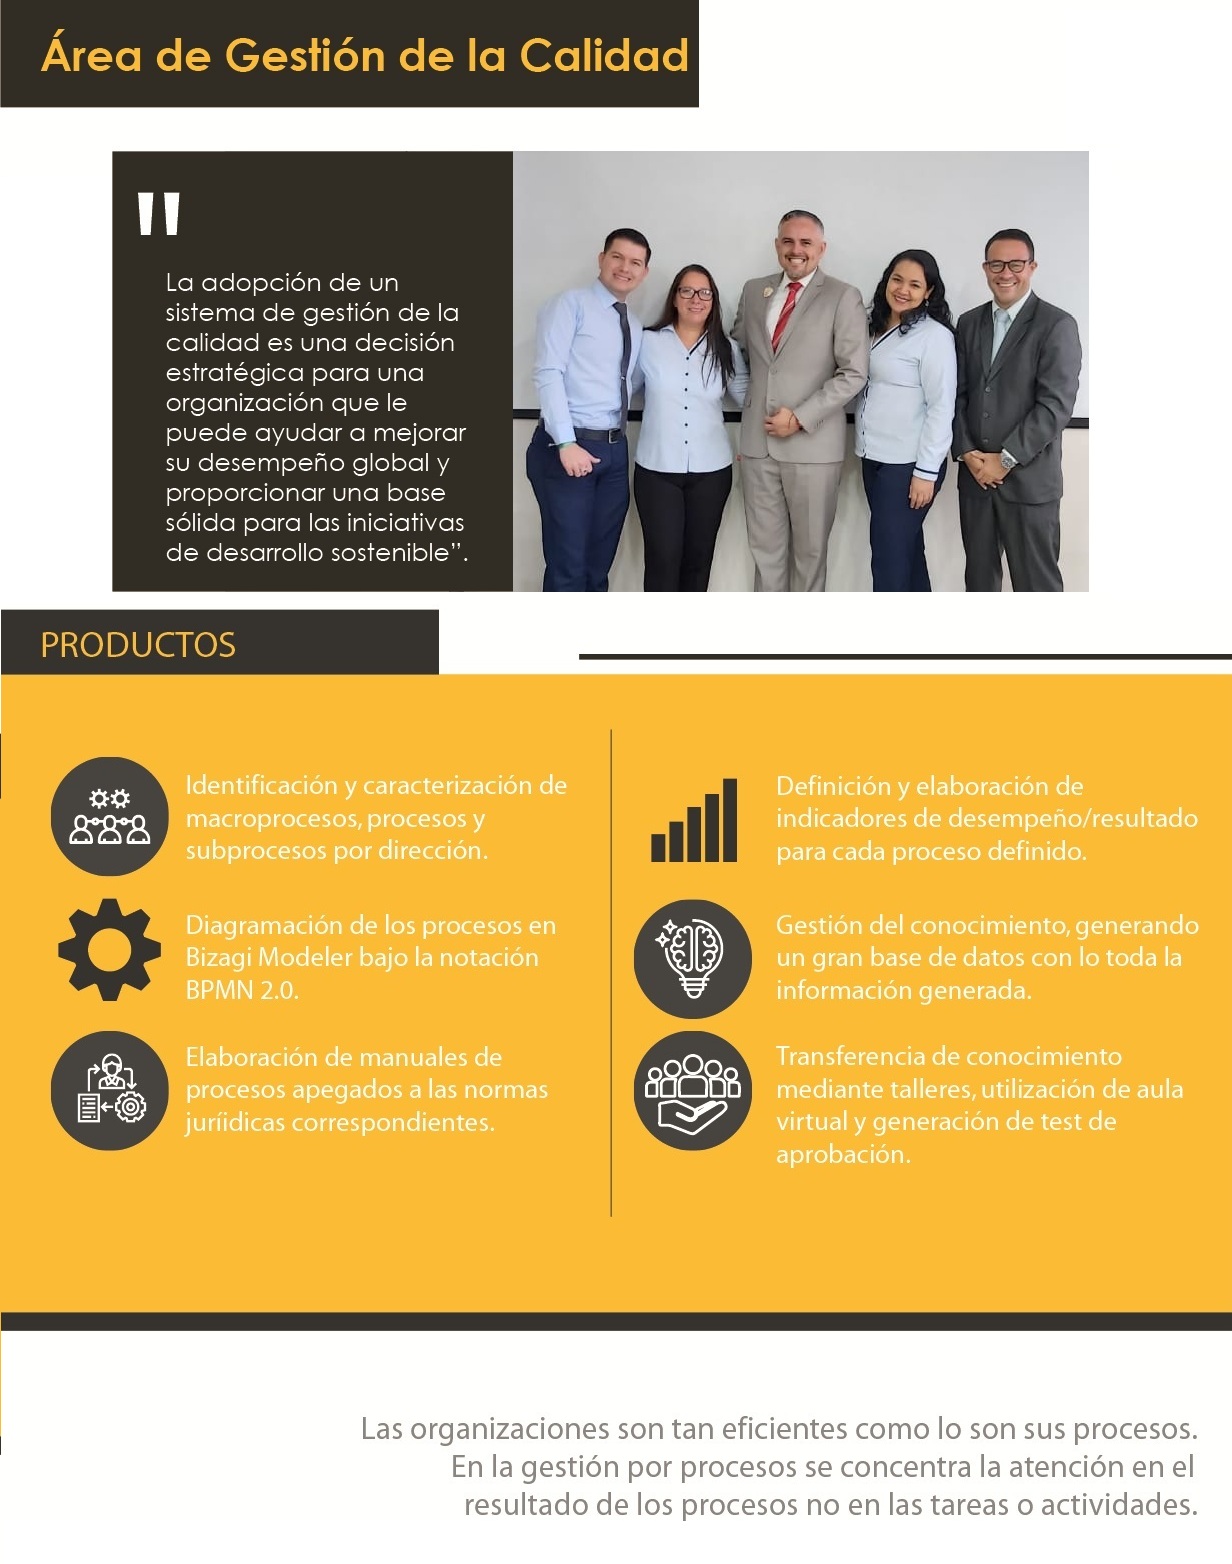 Área de Gestión de la Calidad
"
La adopción de un
sistema de gestión de la
calidad es una decisión
estratégica para una
organización que le
puede ayudar a mejorar
su desempeño global y
proporcionar una base
sólida para las iniciativas
de desarrollo sostenible”.
PRODUCTOS
Identificación y caracterización de
macroprocesos, procesos y
subprocesos por dirección.
Diagramación de los procesos en
Bizagi Modeler bajo la notación
BPMN 2.0.
Elaboración de manuales de
procesos apegados a las normas
juríidicas correspondientes.
Definición y elaboración de
indicadores de desempeño/resultado
para cada proceso definido.
Gestión del conocimiento, generando
un gran base de datos con lo toda la
información generada.
Transferencia de conocimiento
mediante talleres, utilización de aula
virtual y generación de test de
aprobación.
Las organizaciones son tan eficientes como lo son sus procesos.
En la gestión por procesos se concentra la atención en el
resultado de los procesos no en las tareas o actividades.